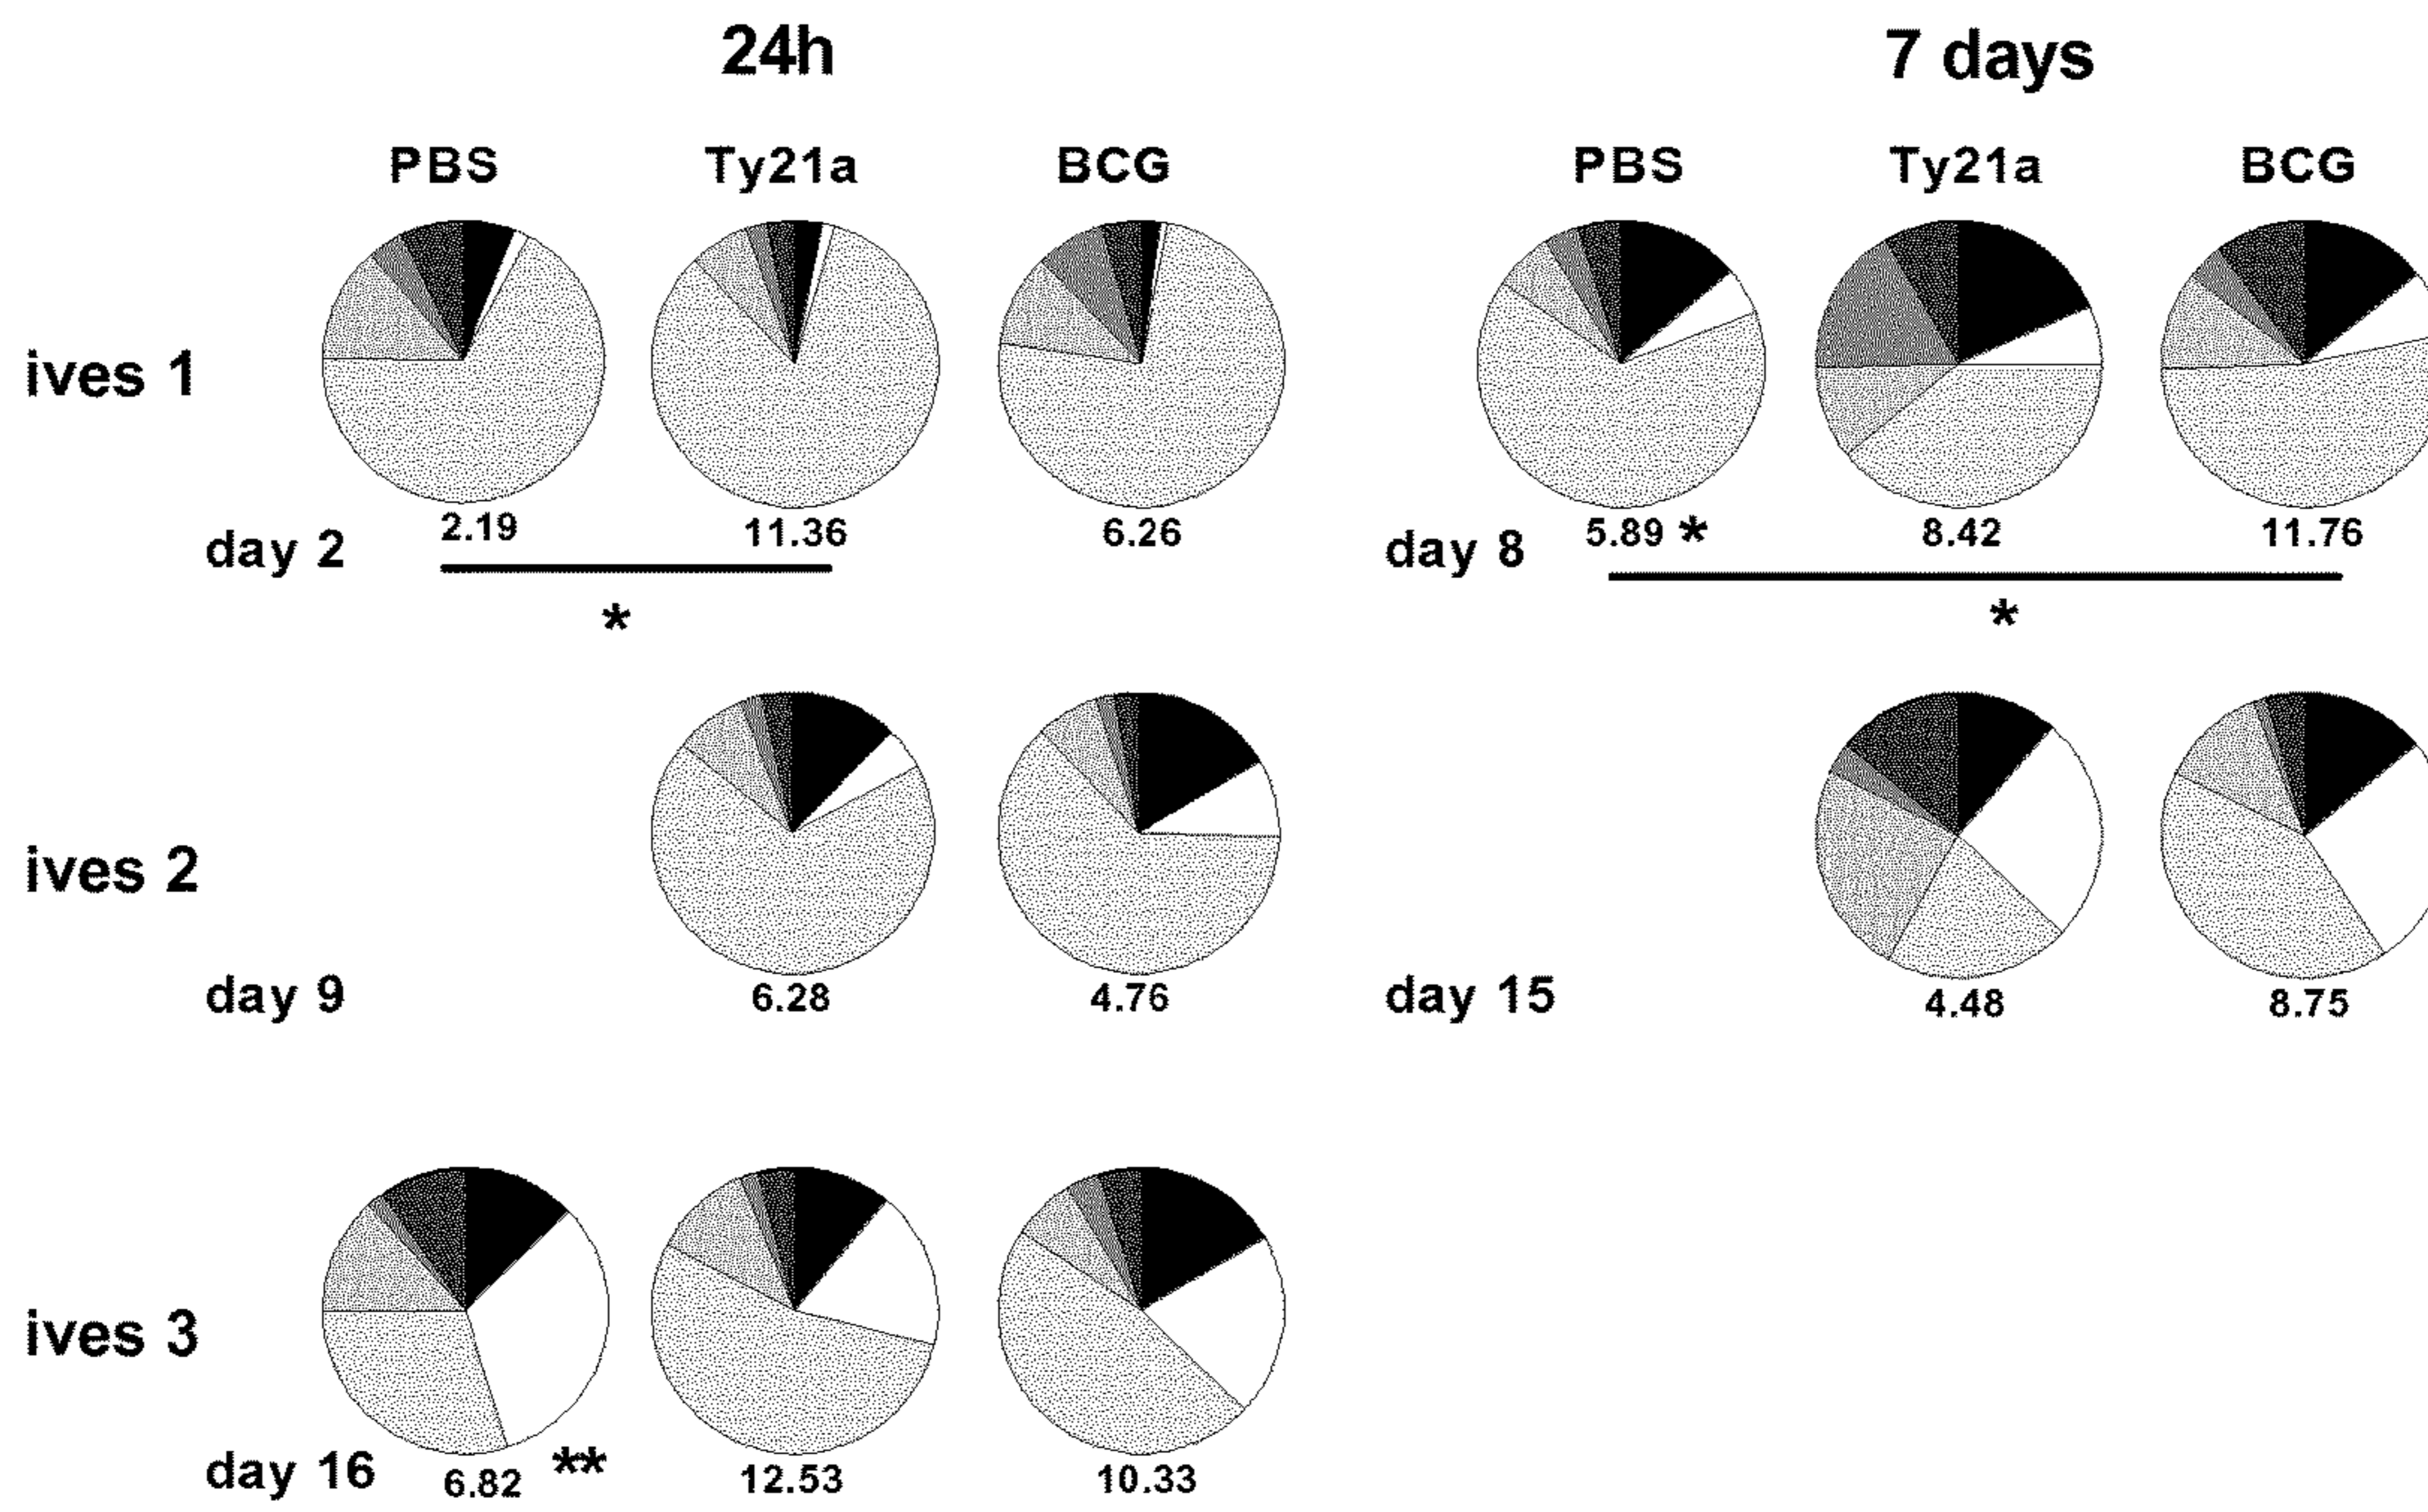 24h 7 days
PBS Ty21a BCG PBS Ty21a BCG
ives 1
2.19 11.36 6.26 5.89 * 8.42 11.76
day 2 day 8
* *
ives 2
day 9 6.28 4.76 day 15 4.48 8.75
ives 3
day 16 6.82 ** 12.53 10.33